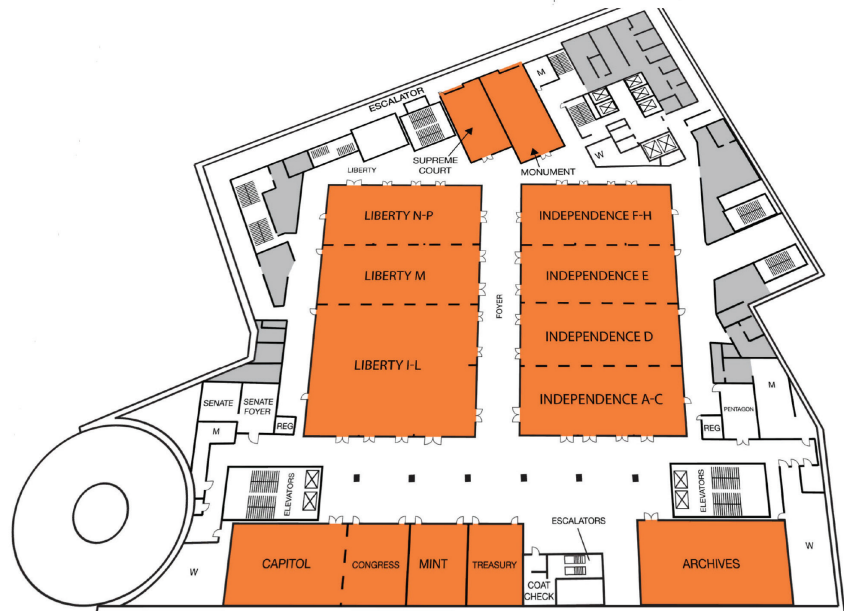 M
ESCALATOR
SUPREME
COURT
LIBERTY
MONUMENT
W
LIBERTY N-P
INDEPENDENCE F-H
LIBERTY M
INDEPENDENCE E
FOYER
INDEPENDENCE D
LIBERTY I-L
INDEPENDENCE A-C
M
SENATE
SENATE
FOYER
PENTAGON
REG
REG
M
ELEVATORS
ELEVATORS
ESCALATORS
W
CAPITOL
CONGRESS
MINT
TREASURY
COAT
CHECK
ARCHIVES
W